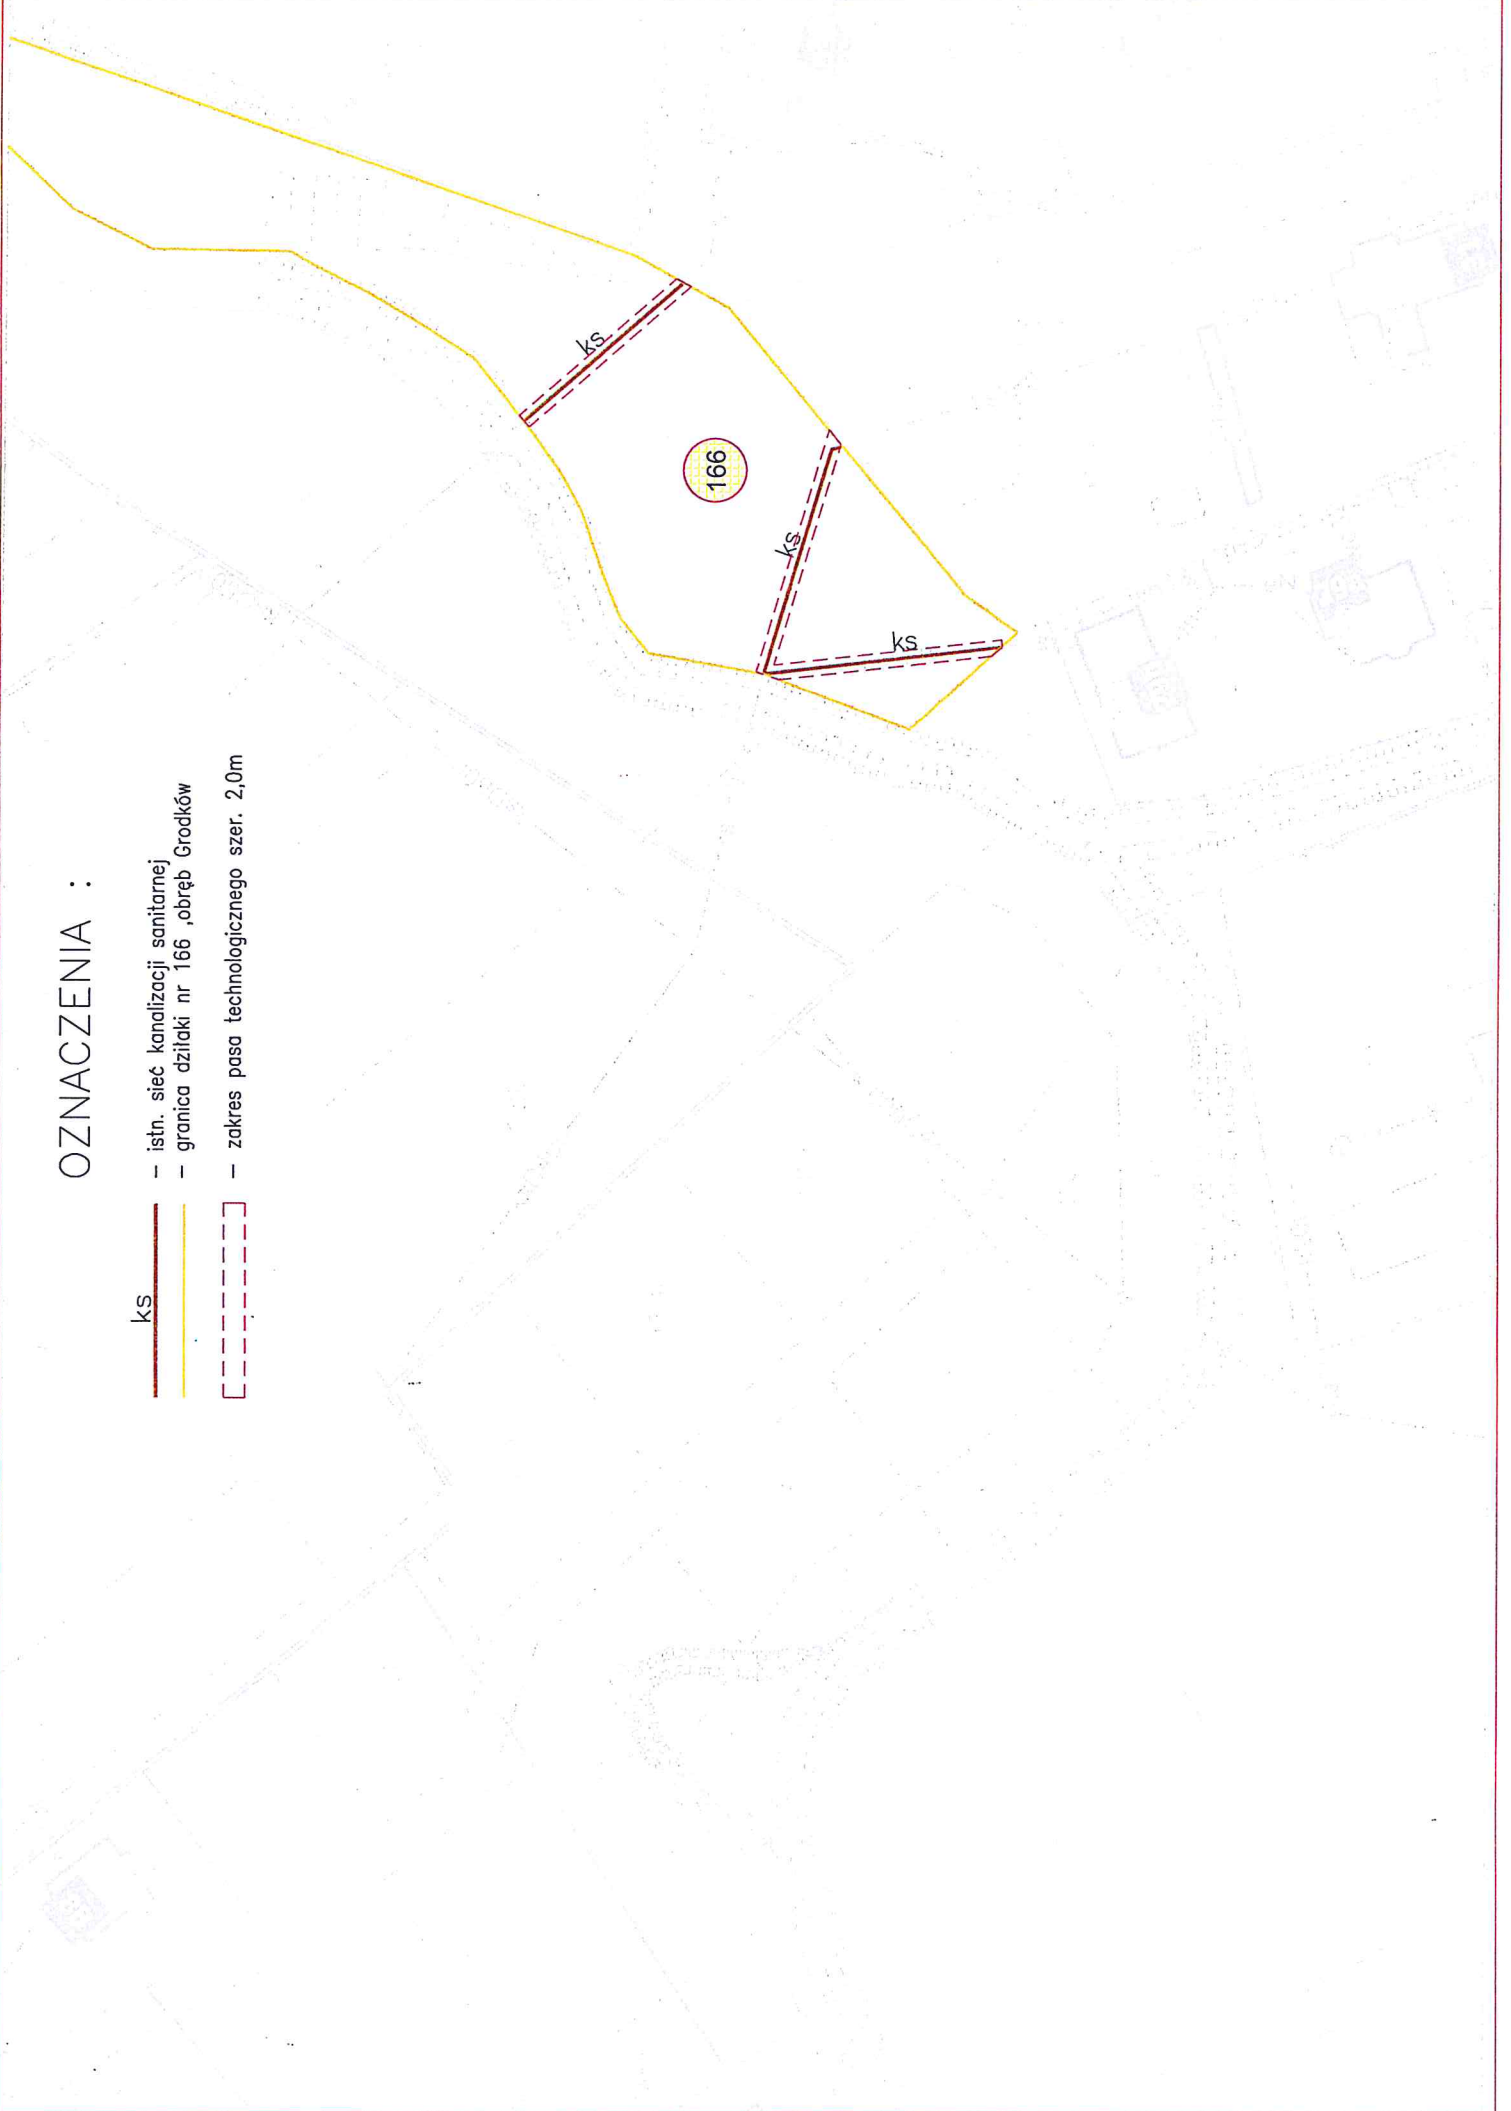 OZNACZENIA :
ks
– istn. sieć kanalizacji sanitarnej
– granica dziłaki nr 166 ,obręb Grodków
– zakres pasa technologicznego szer. 2,0m
ks
166
ks
ks